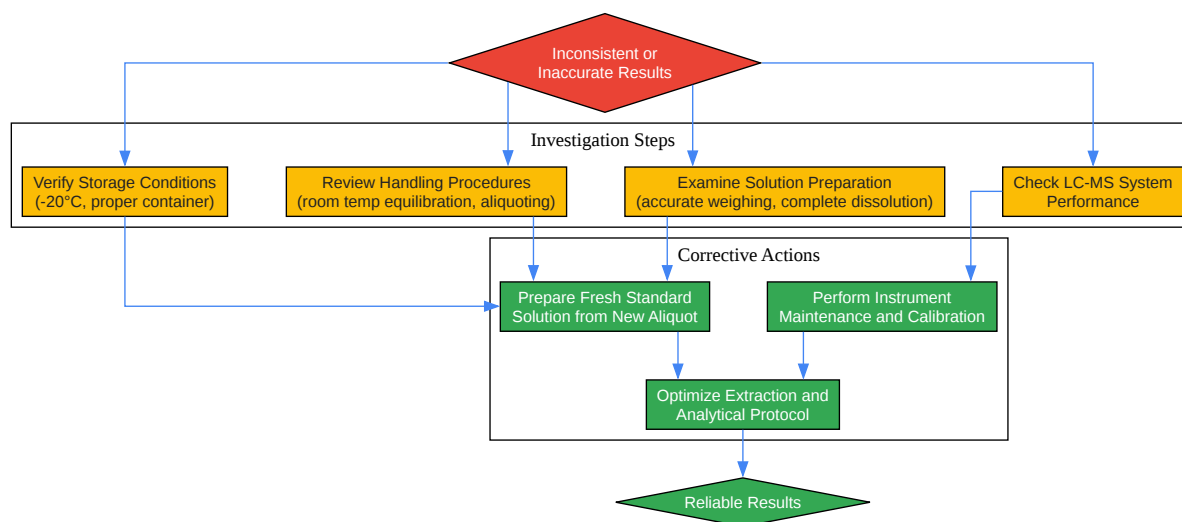 Inconsistent or
Inaccurate Results
Investigation Steps
Verify Storage Conditions
(-20°C, proper container)
Review Handling Procedures
(room temp equilibration, aliquoting)
Examine Solution Preparation
(accurate weighing, complete dissolution)
Check LC-MS System
Performance
Corrective Actions
Prepare Fresh Standard
Solution from New Aliquot
Perform Instrument
Maintenance and Calibration
Optimize Extraction and
Analytical Protocol
Reliable Results